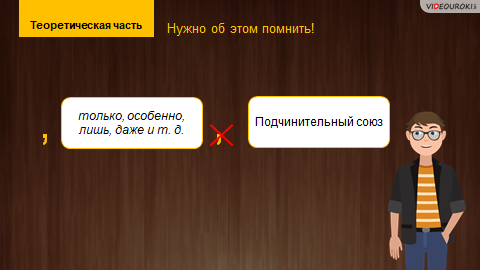 VIDEOUROKI
Теоретическая часть
Нужно об этом помнить!
,
только, особенно,
лишь, даже и т. д.
,
Подчинительный союз